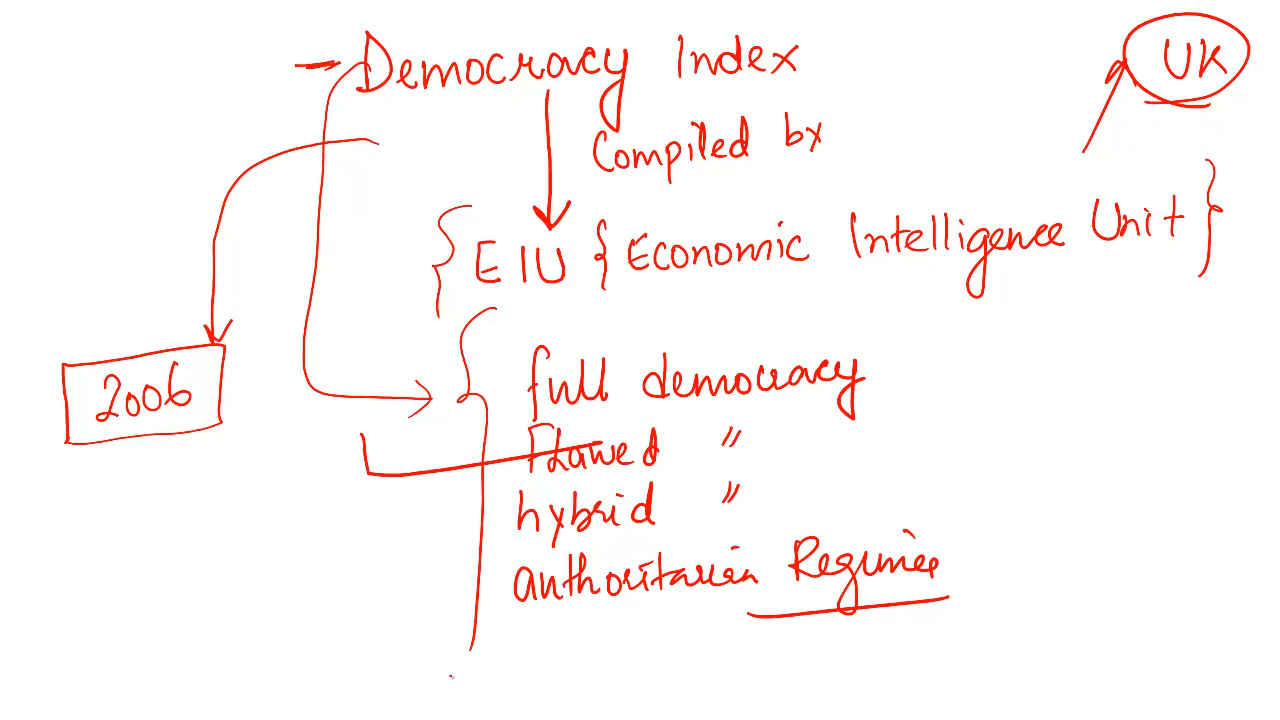 Democracy Index
UK
Compiled by
EIU { Economic Intelligence Unit }
2006
full democracy
Flawed "
hybrid "
authoritarian Regimes